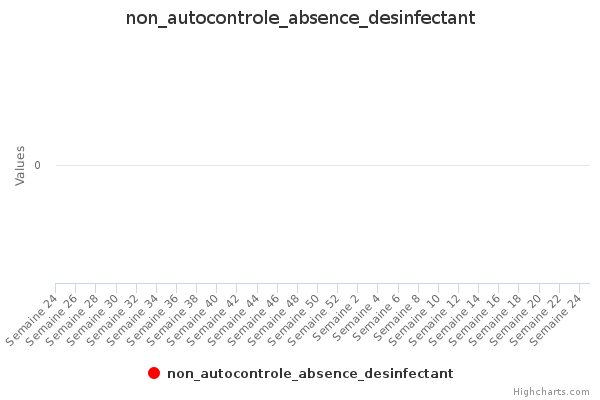 non_autocontrole_absence_desinfectant
Values
0
Semaine 24
Semaine 26
Semaine 28
Semaine 30
Semaine 32
Semaine 34
Semaine 36
Semaine 38
Semaine 40
Semaine 42
Semaine 44
Semaine 46
Semaine 48
Semaine 50
Semaine 52
Semaine 2
Semaine 4
Semaine 6
Semaine 8
Semaine 10
Semaine 12
Semaine 14
Semaine 16
Semaine 18
Semaine 20
Semaine 22
Semaine 24
non_autocontrole_absence_desinfectant
Highcharts.com